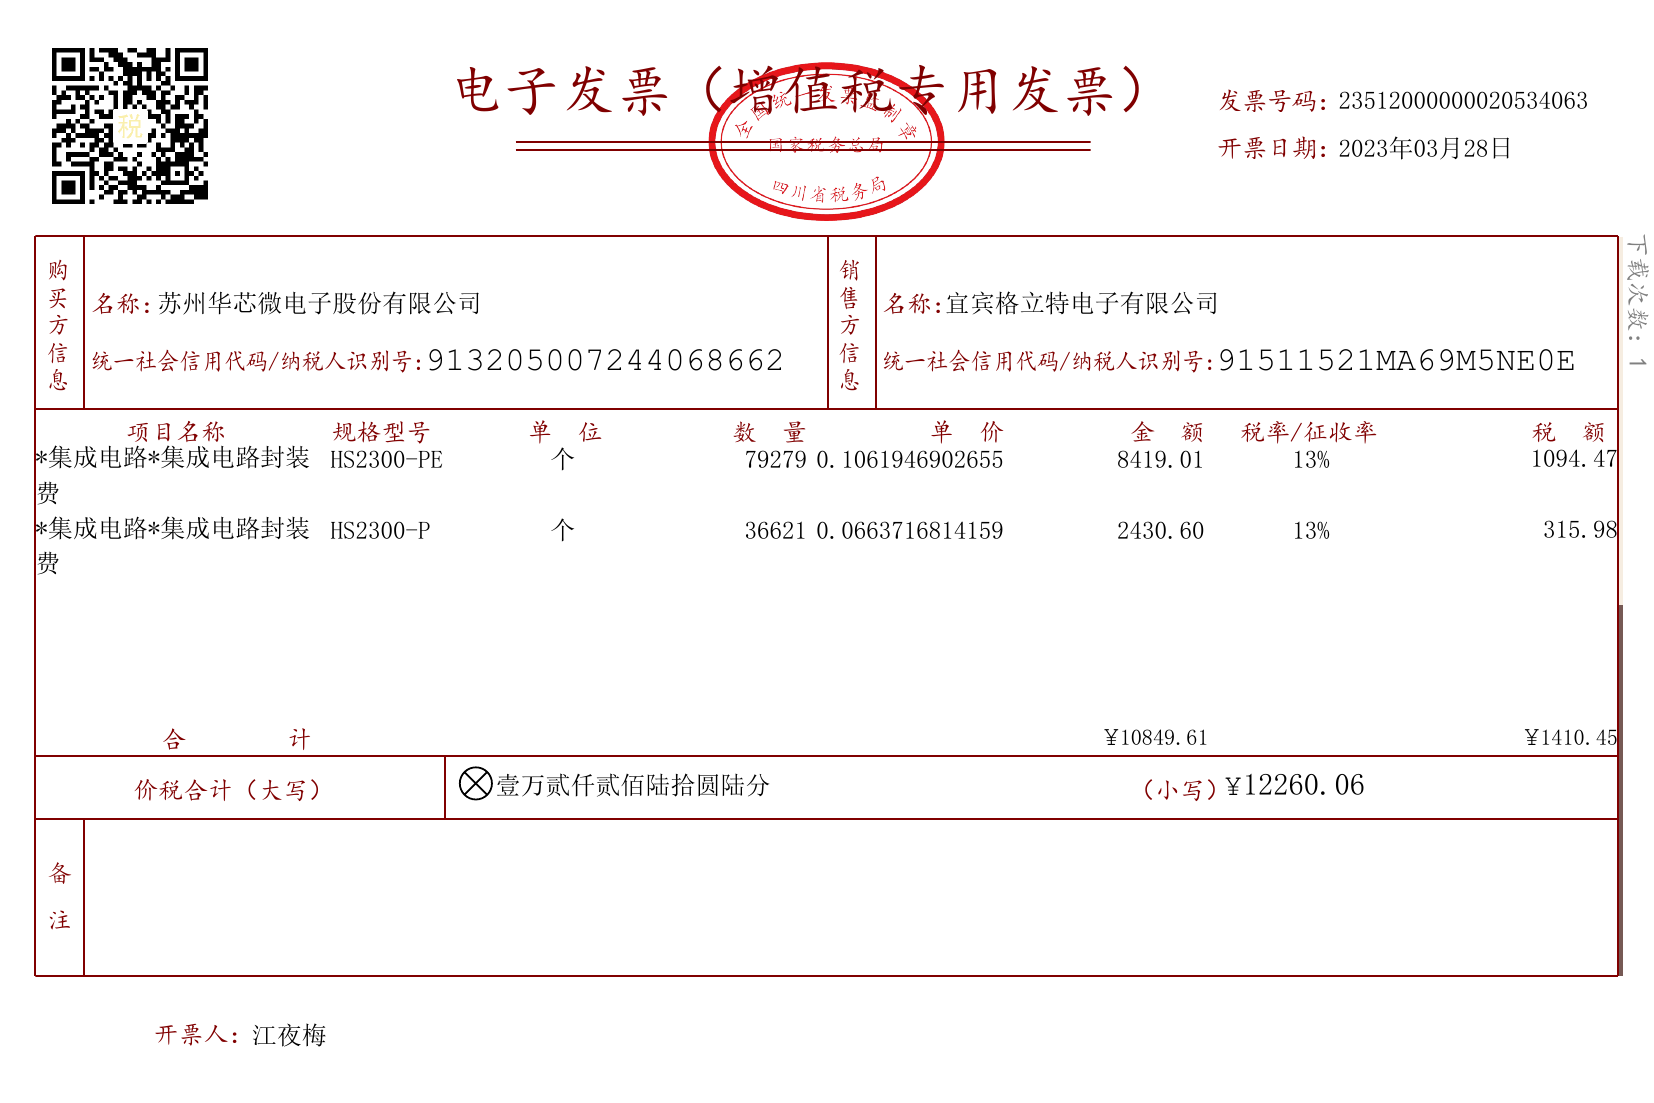 税
电子发票（增值税专用发票）
全国统一发票监制章
国家税务总局
四川省税务局
发票号码：23512000000020534063
开票日期：2023年03月28日
下载次数：1
购买方信息
名称：苏州华芯微电子股份有限公司
统一社会信用代码/纳税人识别号：913205007244068662
销售方信息
名称：宜宾格立特电子有限公司
统一社会信用代码/纳税人识别号：91511521MA69M5NE0E
项目名称 规格型号 单 位 数 量 单 价 金 额 税率/征收率 税 额
*集成电路*集成电路封装 HS2300-PE 个 79279 0.1061946902655 8419.01 13% 1094.47
费
*集成电路*集成电路封装 HS2300-P 个 36621 0.0663716814159 2430.60 13% 315.98
费
合 计 ¥10849.61 ¥1410.45
价税合计（大写） ⊗壹万贰仟贰佰陆拾圆陆分 （小写）¥12260.06
备注
开票人：江夜梅